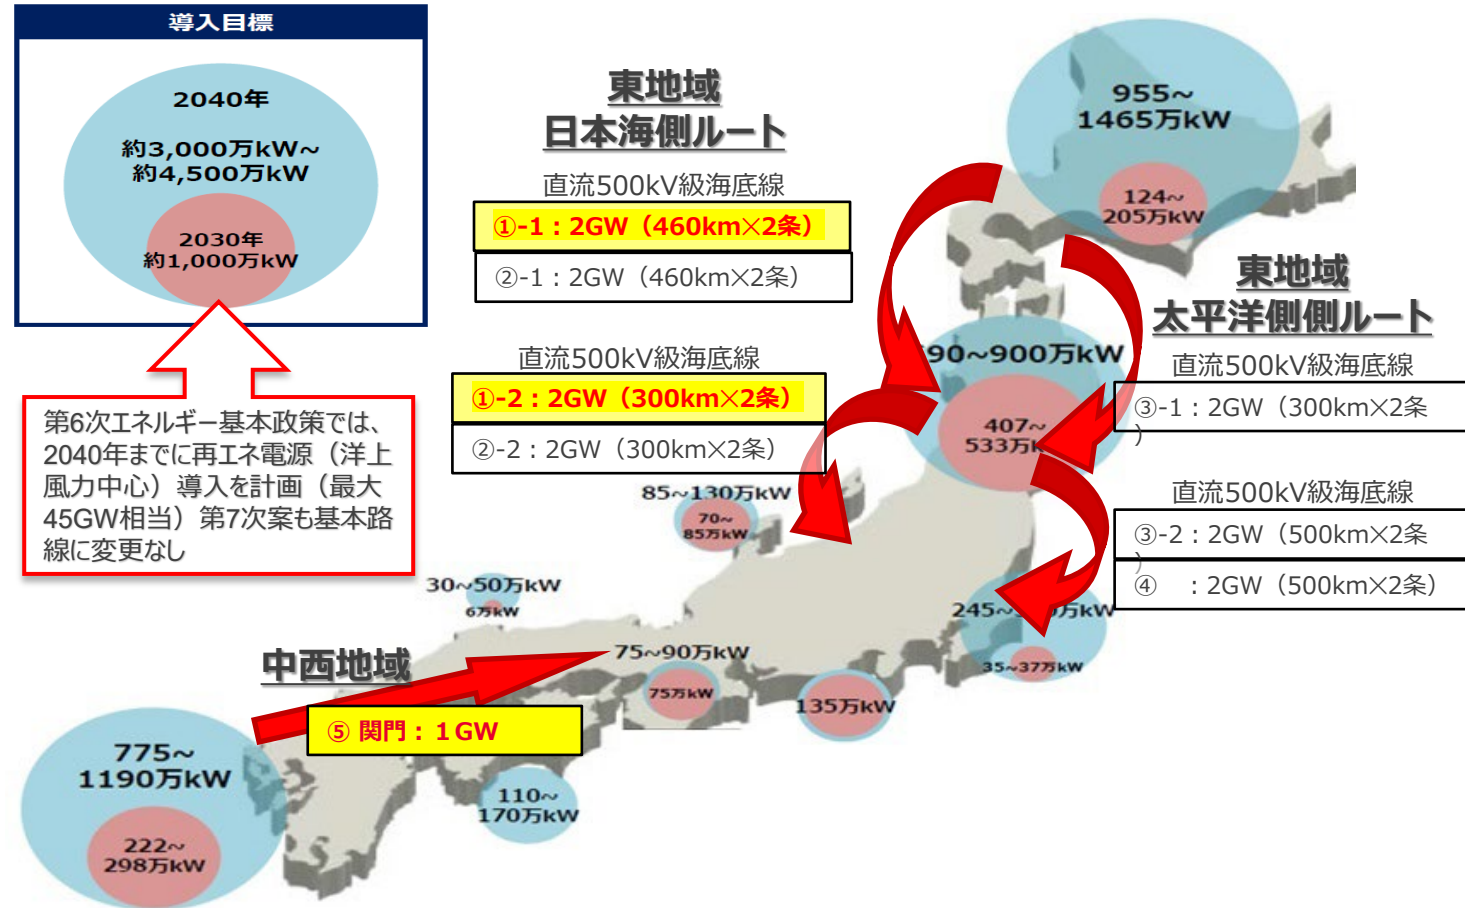 導入目標
2040年
約3,000万kW~
約4,500万kW
2030年
約1,000万kW
第6次エネルギー基本政策では、
2040年までに再エネ電源（洋上
風力中心）導入を計画（最大
45GW相当）第7次案も基本路
線に変更なし
東地域
日本海側ルート
直流500kV級海底線
①-1：2GW（460km×2条）
②-1：2GW（460km×2条）
直流500kV級海底線
①-2：2GW（300km×2条）
②-2：2GW（300km×2条）
955~
1465万kW
124~
205万kW
東地域
太平洋側側ルート
直流500kV級海底線
③-1：2GW（300km×2条
）
直流500kV級海底線
③-2：2GW（500km×2条
）
④　：2GW（500km×2条）
90~900万kW
407~
533万k
85~130万kW
70~
85万kW
30~50万kW
6万kW
245~
0万kW
35~37万kW
中西地域
75~90万kW
75万kW
135万kW
⑤ 関門：１GW
775~
1190万kW
222~
298万kW
110~
170万kW